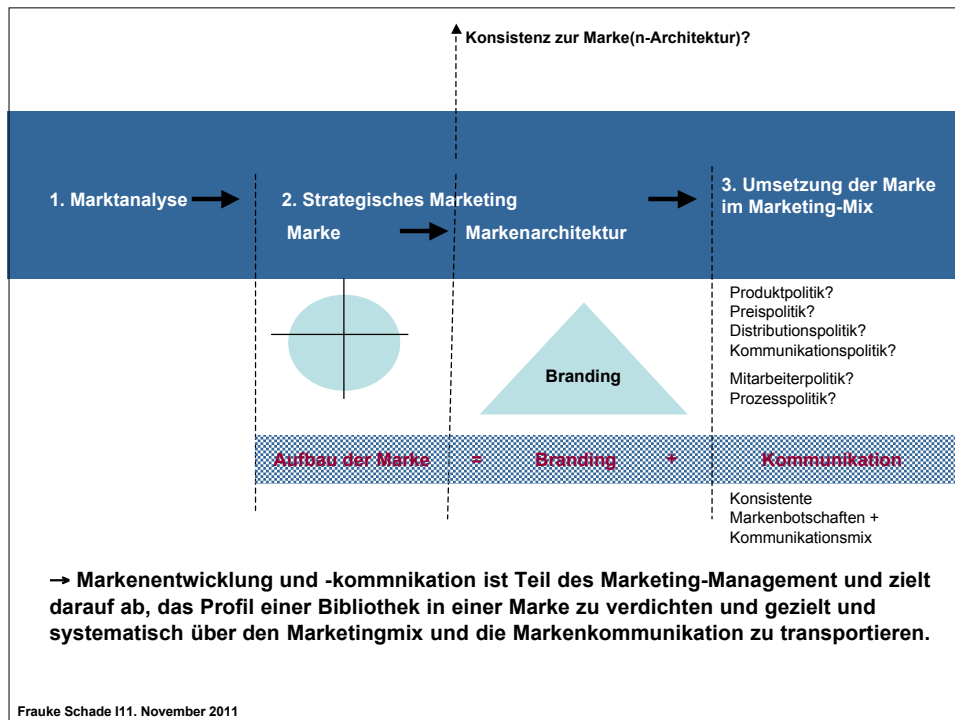 Konsistenz zur Marke(n-Architektur)?
1. Marktanalyse
2. Strategisches Marketing
Marke
Markenarchitektur
3. Umsetzung der Marke
im Marketing-Mix
Produktpolitik?
Preispolitik?
Distributionspolitik?
Kommunikationspolitik?
Mitarbeiterpolitik?
Prozesspolitik?
Branding
Aufbau der Marke = Branding + Kommunikation
Konsistente
Markenbotschaften +
Kommunikationsmix
→ Markenentwicklung und -kommnikation ist Teil des Marketing-Management und zielt
darauf ab, das Profil einer Bibliothek in einer Marke zu verdichten und gezielt und
systematisch über den Marketingmix und die Markenkommunikation zu transportieren.
Frauke Schade I11. November 2011